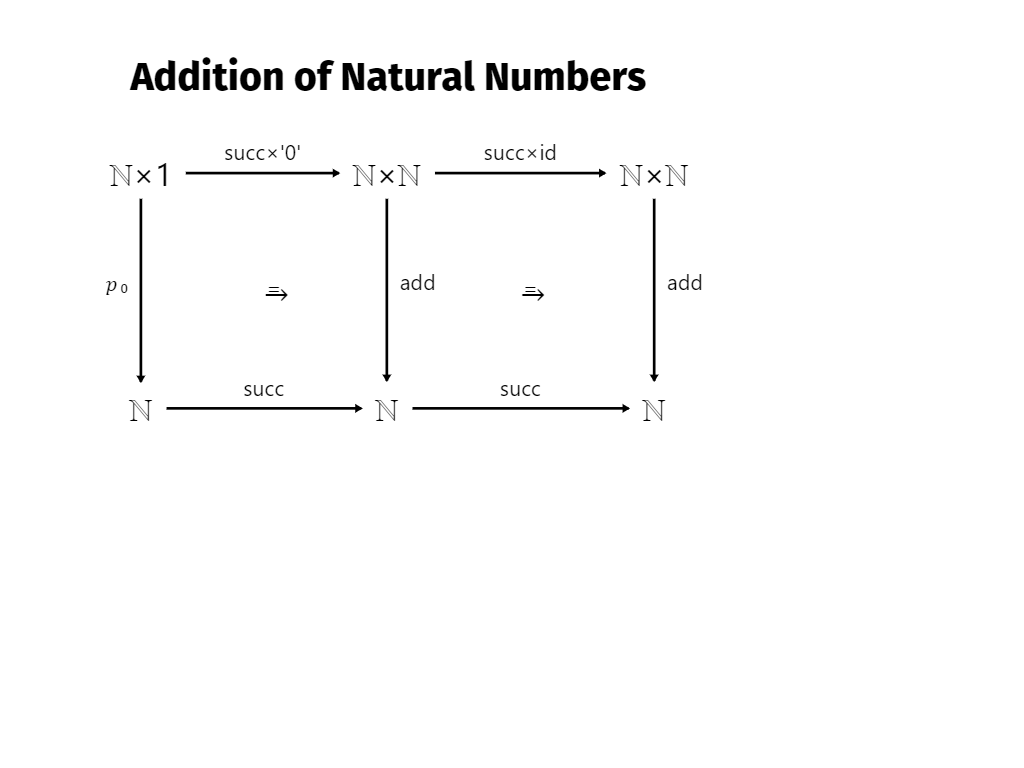 Addition of Natural Numbers
succ×'0' succ×id
ℕ×1 ℕ×ℕ ℕ×ℕ
p₀ ⥱ add ⥱ add
succ succ
ℕ ℕ ℕ